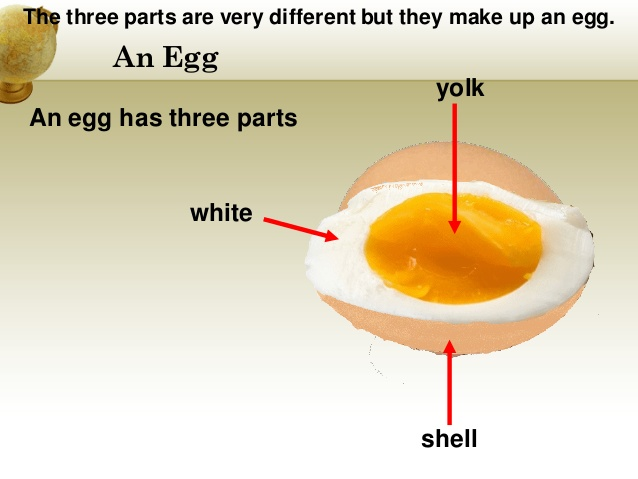 The three parts are very different but they make up an egg.
An Egg
yolk
An egg has three parts
white
shell